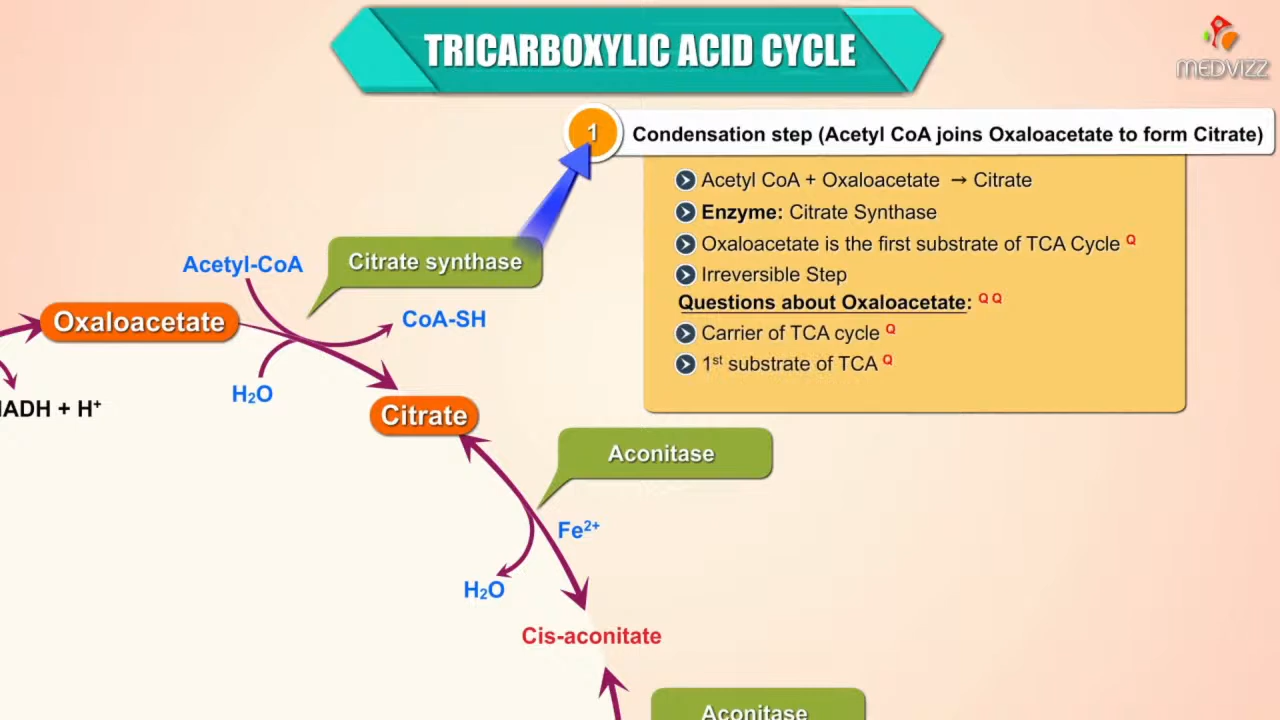 TRICARBOXYLIC ACID CYCLE
MEDVIZZ
1
Condensation step (Acetyl CoA joins Oxaloacetate to form Citrate)
Acetyl CoA + Oxaloacetate → Citrate
Enzyme: Citrate Synthase
Oxaloacetate is the first substrate of TCA Cycle Q
Irreversible Step
Questions about Oxaloacetate: Q Q
Carrier of TCA cycle Q
1st substrate of TCA Q
Citrate synthase
Acetyl-CoA
Oxaloacetate
CoA-SH
H₂O
+ H⁺
Citrate
Aconitase
Fe²⁺
H₂O
Cis-aconitate
Aconitase